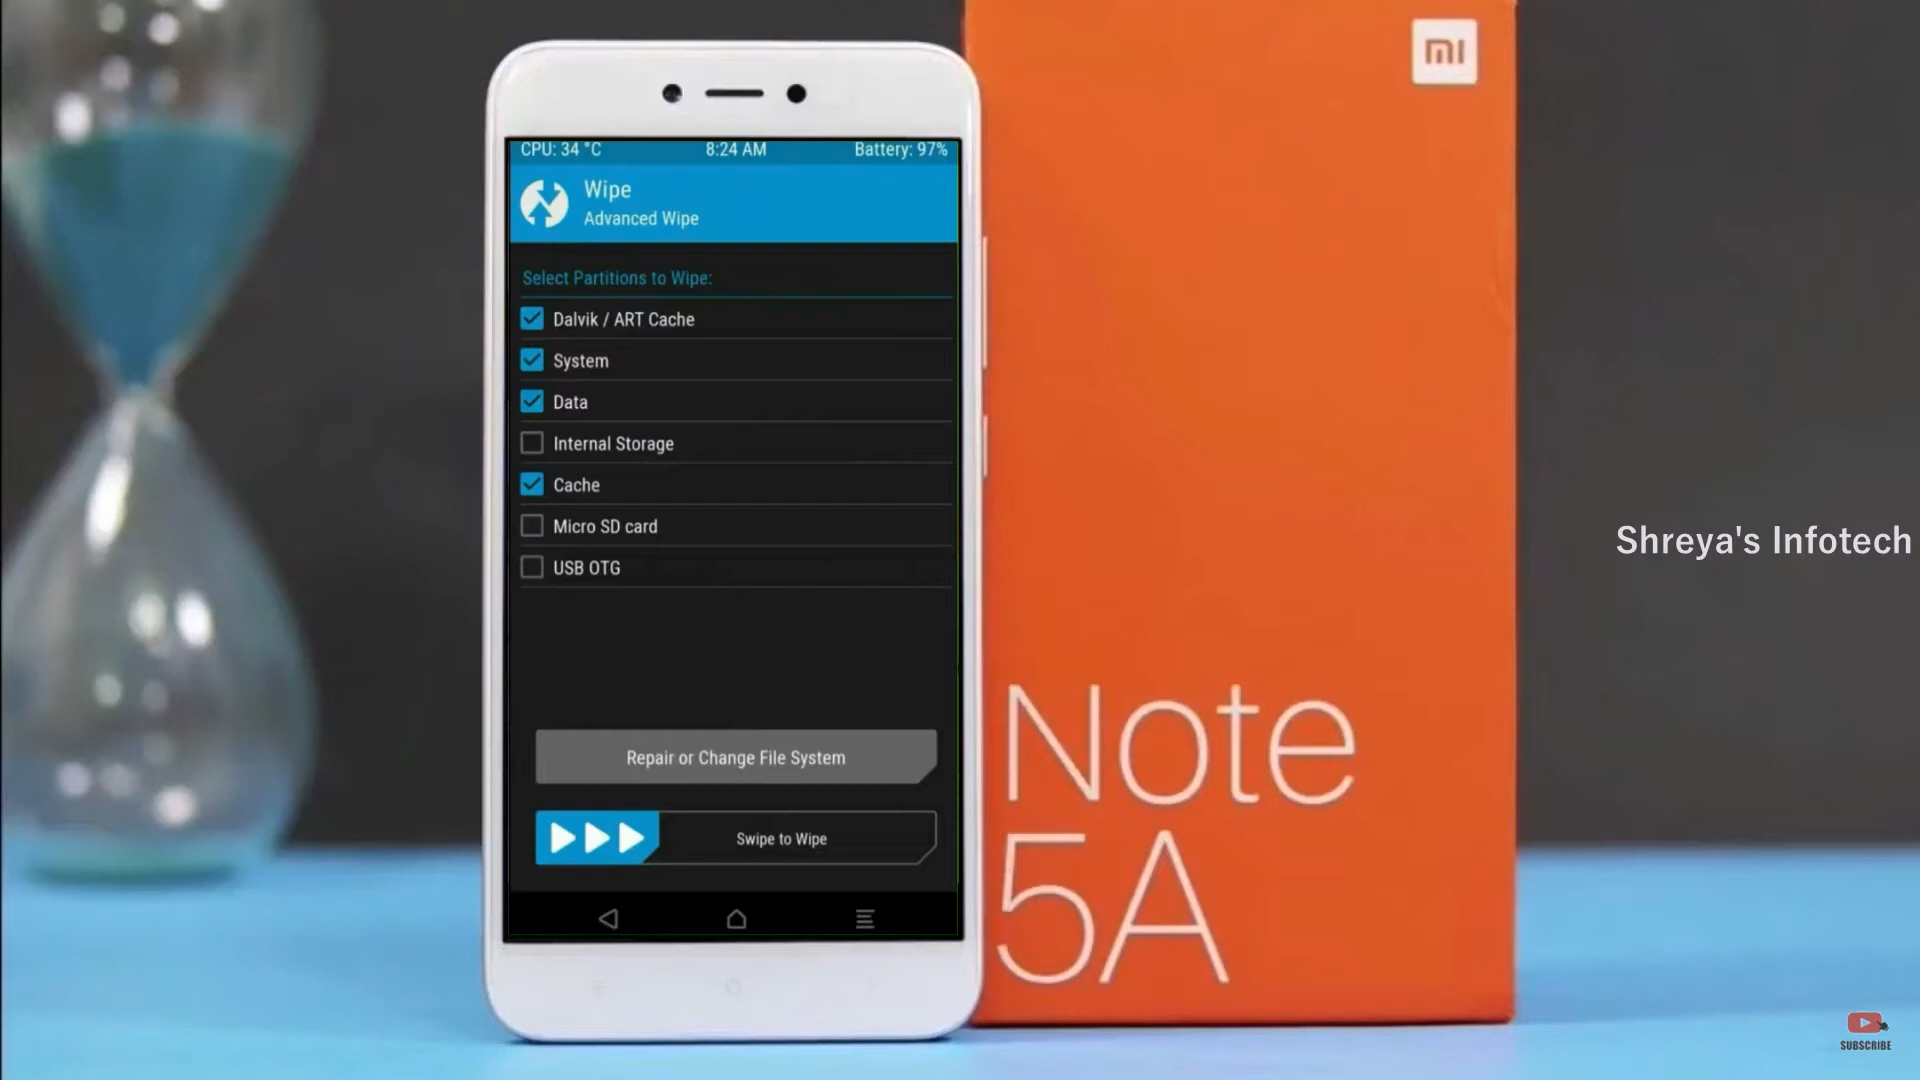 CPU: 34 °C 8:24 AM Battery: 97%
Wipe
Advanced Wipe
Select Partitions to Wipe:
Dalvik / ART Cache
System
Data
Internal Storage
Cache
Micro SD card
USB OTG
Repair or Change File System
Swipe to Wipe
mi
Note
5A
Shreya's Infotech
SUBSCRIBE